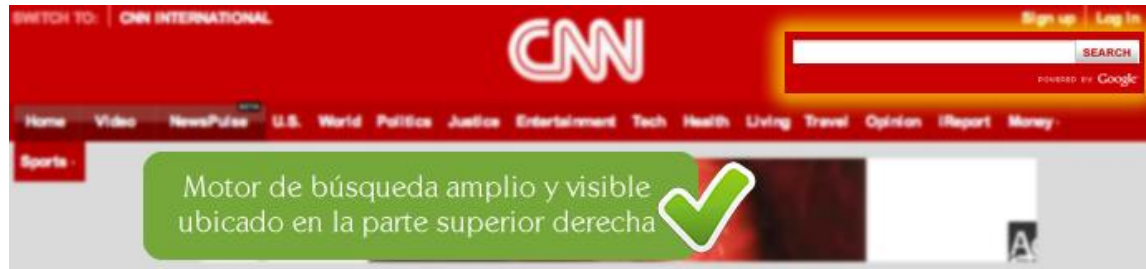 SWITCH TO: CNN INTERNATIONAL
CNN
Sign up Log in
SEARCH
POWERED BY Google
BETA
Home Video NewsPulse U.S. World Politics Justice Entertainment Tech Health Living Travel Opinion iReport Money
Sports
Motor de búsqueda amplio y visible
ubicado en la parte superior derecha